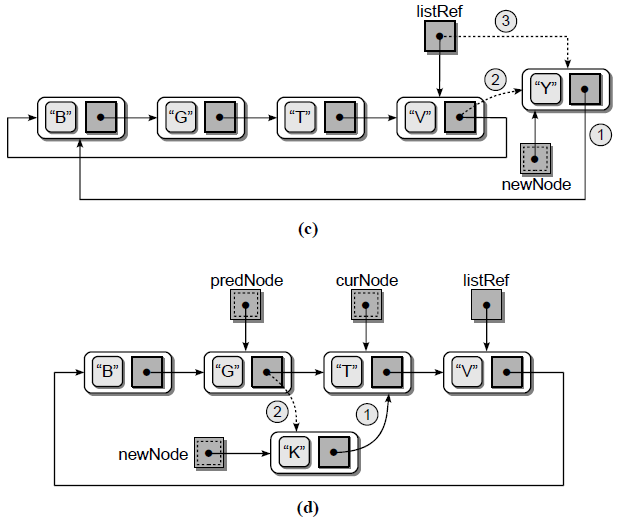 listRef
3
2
“B” “G” “T” “V” “Y”
1
newNode
(c)
predNode curNode listRef
“B” “G” “T” “V”
2 1
newNode “K”
(d)